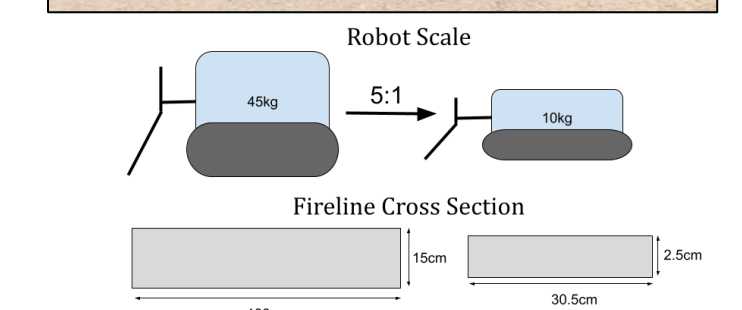 Robot Scale
45kg
5:1
10kg
Fireline Cross Section
15cm
2.5cm
30.5cm